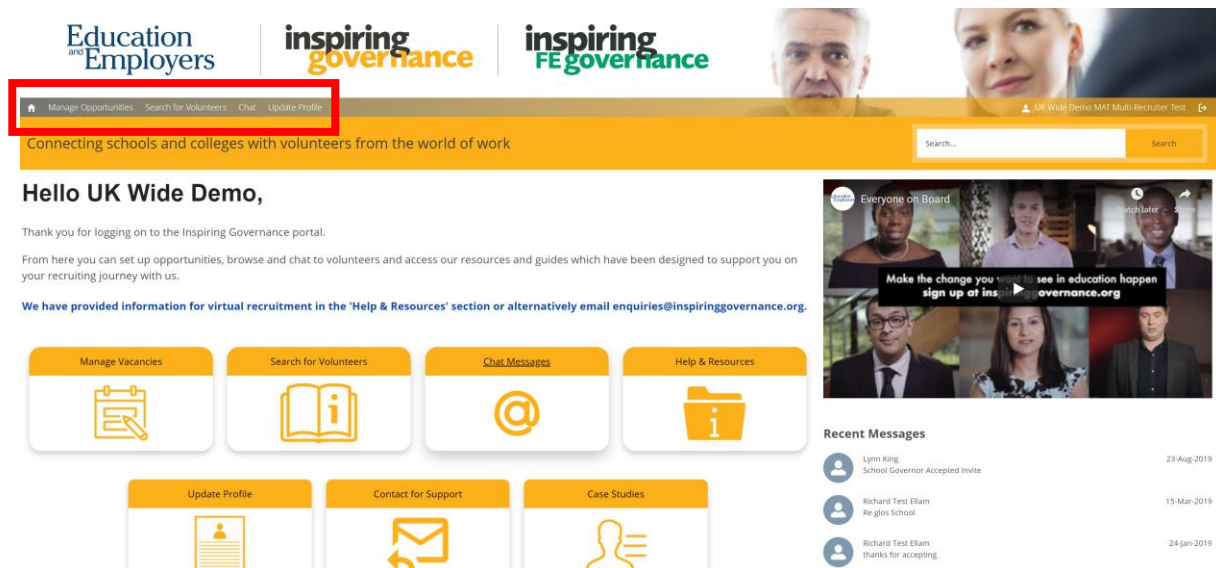 Education
and Employers
inspiring
governance
inspiring
FE governance
Manage Opportunities Search for Volunteers Chat Update Profile
UK Wide Demo MAT Multi-Recruiter Test
Connecting schools and colleges with volunteers from the world of work
Search...
Search
Hello UK Wide Demo,
Thank you for logging on to the Inspiring Governance portal.
From here you can set up opportunities, browse and chat to volunteers and access our resources and guides which have been designed to support you on
your recruiting journey with us.
We have provided information for virtual recruitment in the 'Help & Resources' section or alternatively email enquiries@inspiringgovernance.org.
Manage Vacancies
Search for Volunteers
Chat Messages
Help & Resources
Update Profile
Contact for Support
Case Studies
Everyone on Board
Watch later
Share
Make the change you want to see in education happen
sign up at governance.org
Recent Messages
Lynn King
School Governor Accepted Invite
23-Aug-2019
Richard Test Ellam
Re glos School
15-Mar-2019
Richard Test Ellam
thanks for accepting
24-Jan-2019